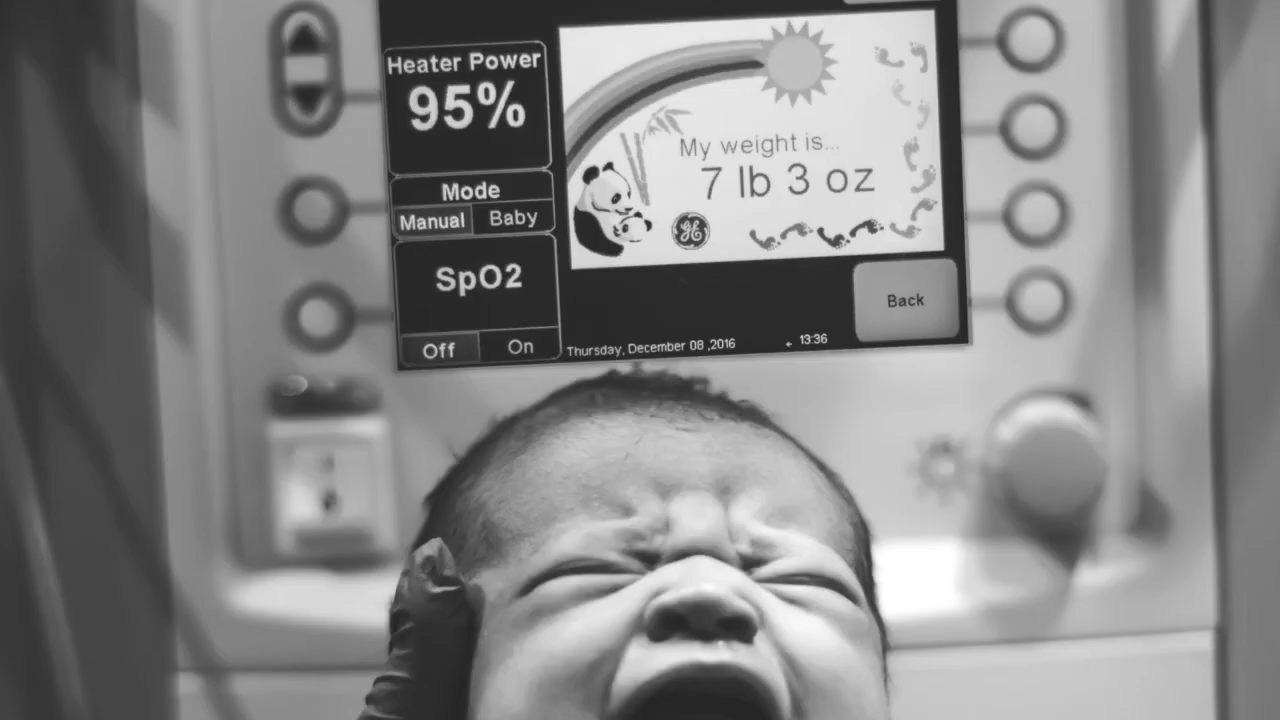 Heater Power
95%
Mode
Manual Baby
SpO2
Off On
My weight is...
7 lb 3 oz
GE
Back
Thursday, December 08 ,2016
13:36